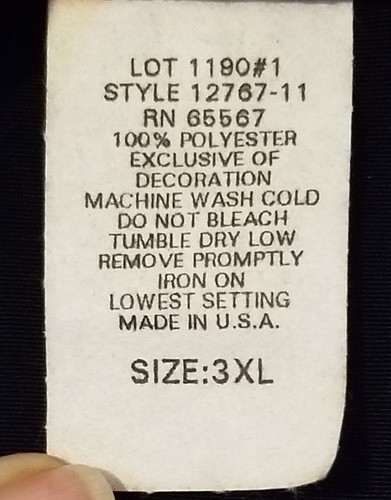 LOT 1190#1
STYLE 12767-11
RN 65567
100% POLYESTER
EXCLUSIVE OF
DECORATION
MACHINE WASH COLD
DO NOT BLEACH
TUMBLE DRY LOW
REMOVE PROMPTLY
IRON ON
LOWEST SETTING
MADE IN U.S.A.
SIZE:3XL